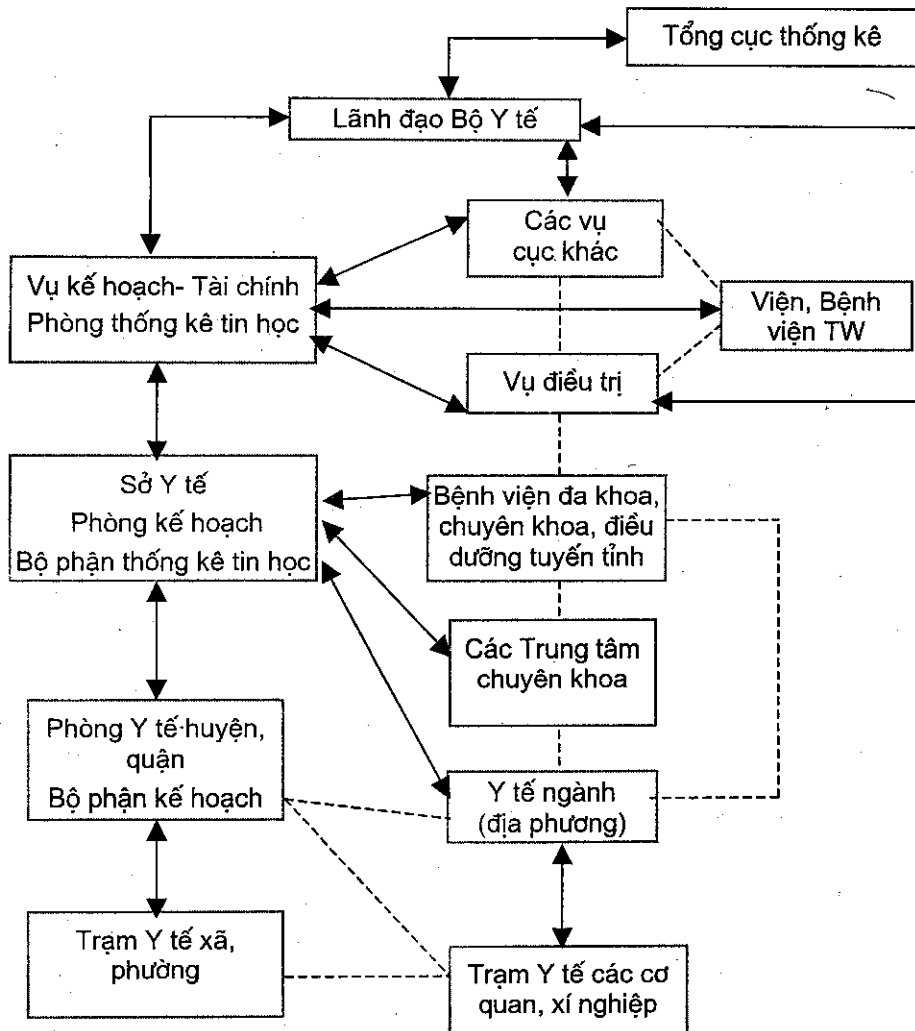 Tổng cục thống kê
Lãnh đạo Bộ Y tế
Các vụ
cục khác
Vụ kế hoạch- Tài chính
Phòng thống kê tin học
Viện, Bệnh
viện TW
Vụ điều trị
Sở Y tế
Phòng kế hoạch
Bộ phận thống kê tin học
Bệnh viện đa khoa,
chuyên khoa, điều
dưỡng tuyến tỉnh
Các Trung tâm
chuyên khoa
Phòng Y tế huyện,
quận
Bộ phận kế hoạch
Y tế ngành
(địa phương)
Trạm Y tế xã,
phường
Trạm Y tế các cơ
quan, xí nghiệp